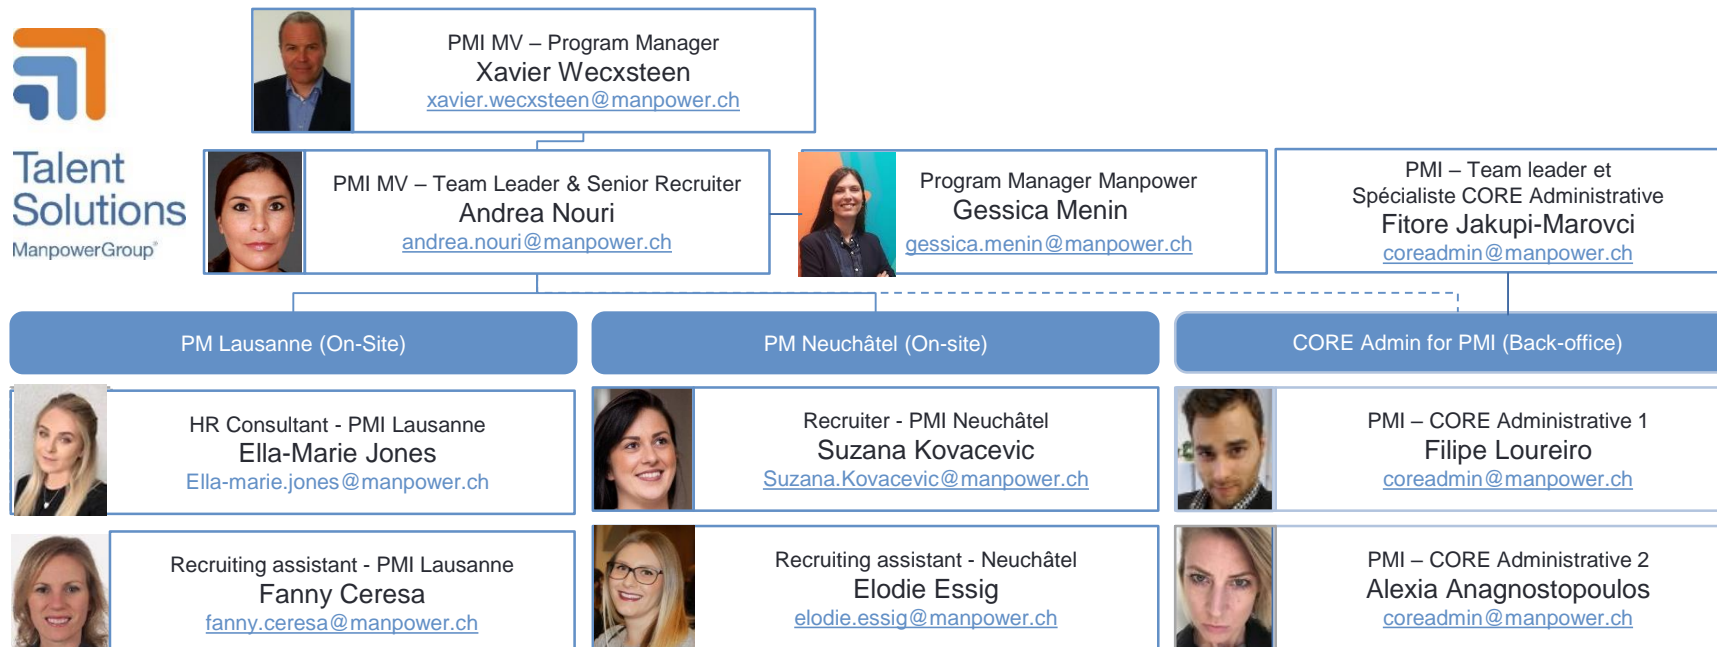 Talent
Solutions
ManpowerGroup®
PMI MV – Program Manager
Xavier Wecxsteen
xavier.wecxsteen@manpower.ch
PMI MV – Team Leader & Senior Recruiter
Andrea Nouri
andrea.nouri@manpower.ch
Program Manager Manpower
Gessica Menin
gessica.menin@manpower.ch
PMI – Team leader et
Spécialiste CORE Administrative
Fitore Jakupi-Marovci
coreadmin@manpower.ch
PM Lausanne (On-Site)
PM Neuchâtel (On-site)
CORE Admin for PMI (Back-office)
HR Consultant - PMI Lausanne
Ella-Marie Jones
Ella-marie.jones@manpower.ch
Recruiter - PMI Neuchâtel
Suzana Kovacevic
Suzana.Kovacevic@manpower.ch
PMI – CORE Administrative 1
Filipe Loureiro
coreadmin@manpower.ch
Recruiting assistant - PMI Lausanne
Fanny Ceresa
fanny.ceresa@manpower.ch
Recruiting assistant - Neuchâtel
Elodie Essig
elodie.essig@manpower.ch
PMI – CORE Administrative 2
Alexia Anagnostopoulos
coreadmin@manpower.ch